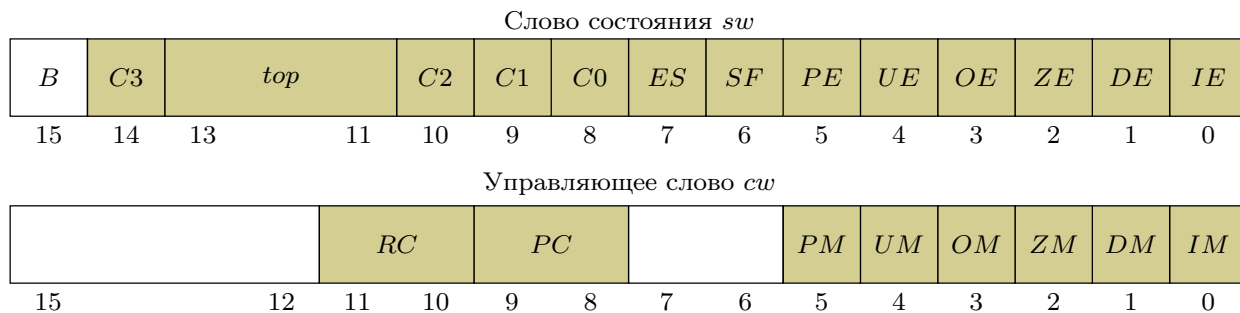 Слово состояния sw
B C3 top C2 C1 C0 ES SF PE UE OE ZE DE IE
15 14 13 11 10 9 8 7 6 5 4 3 2 1 0
Управляющее слово cw
RC PC PM UM OM ZM DM IM
15 12 11 10 9 8 7 6 5 4 3 2 1 0